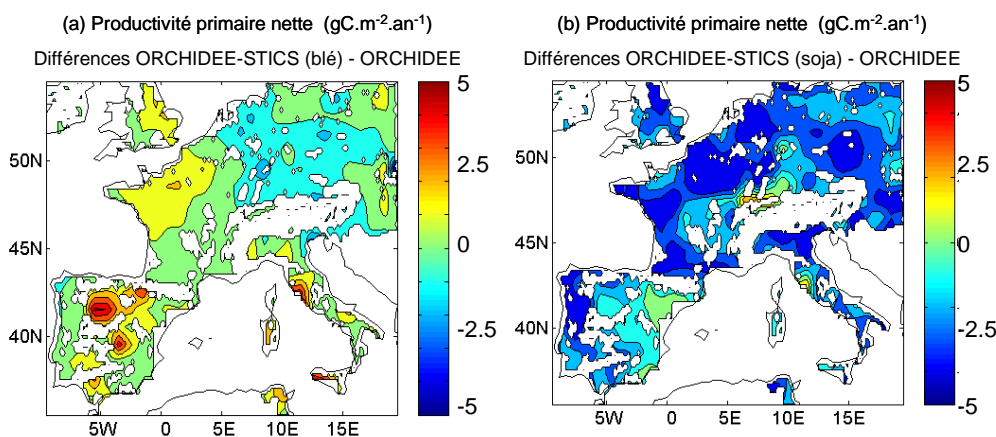 (a) Productivité primaire nette (gC.m-2.an-1)
Différences ORCHIDEE-STICS (blé) - ORCHIDEE
50N
45N
40N
5W 0 5E 10E 15E
5
2.5
0
-2.5
-5
(b) Productivité primaire nette (gC.m-2.an-1)
Différences ORCHIDEE-STICS (soja) - ORCHIDEE
50N
45N
40N
5W 0 5E 10E 15E
5
2.5
0
-2.5
-5